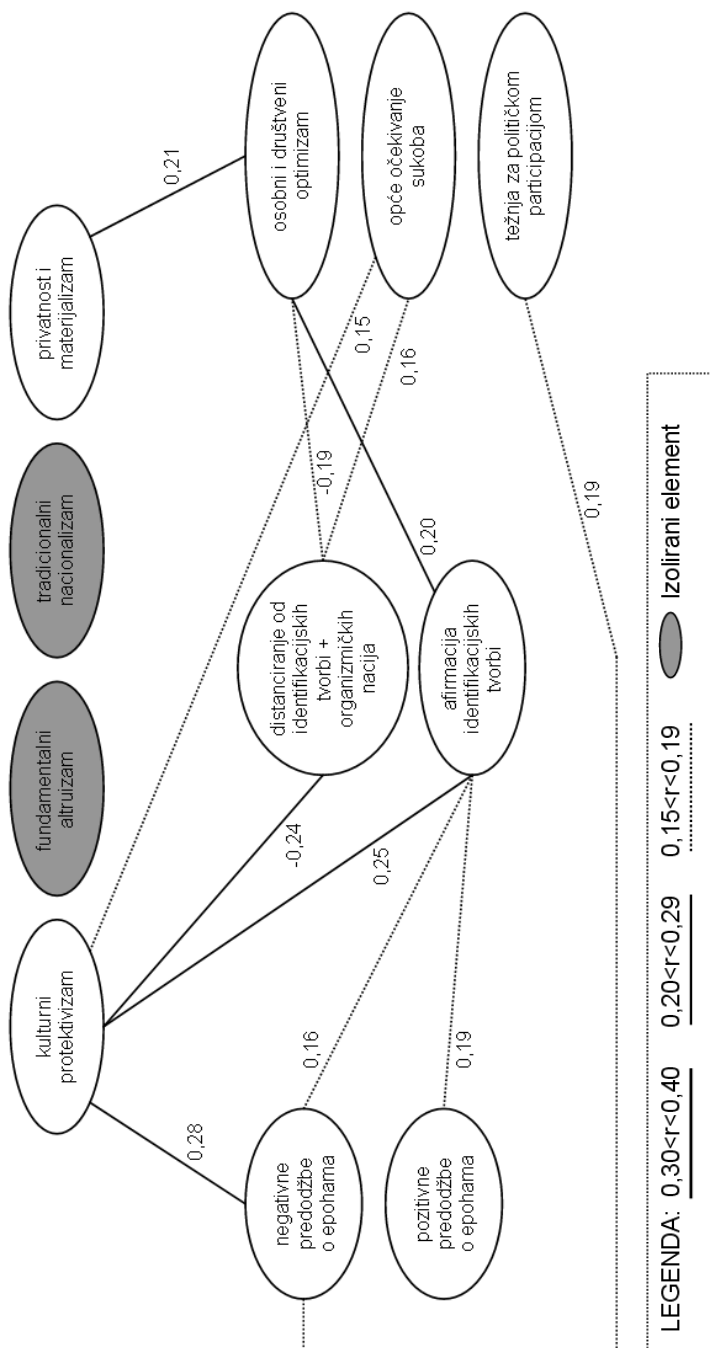 kulturni
protektivizam
fundamentalni
altruizam
tradicionalni
nacionalizam
privatnost i
materijalizam
0,28
-0,24
0,25
0,15
0,21
negativne
predodžbe
o epohama
distanciranje od
identifikacijskih
tvorbi +
organizmičkih
nacija
osobni i društveni
optimizam
-0,19
0,16
0,16
0,20
opće očekivanje
sukoba
pozitivne
predodžbe
o epohama
0,19
afirmacija
identifikacijskih
tvorbi
težnja za političkom
participacijom
0,19
LEGENDA: 0,30<r<0,40 0,20<r<0,29 0,15<r<0,19 Izolirani element